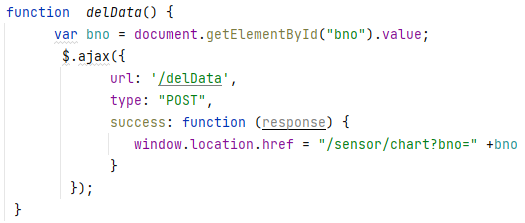 function  delData() {
var bno = document.getElementById("bno").value;
$.ajax({
url: '/delData',
type: "POST",
success: function (response) {
window.location.href = "/sensor/chart?bno=" +bno
}
});
}